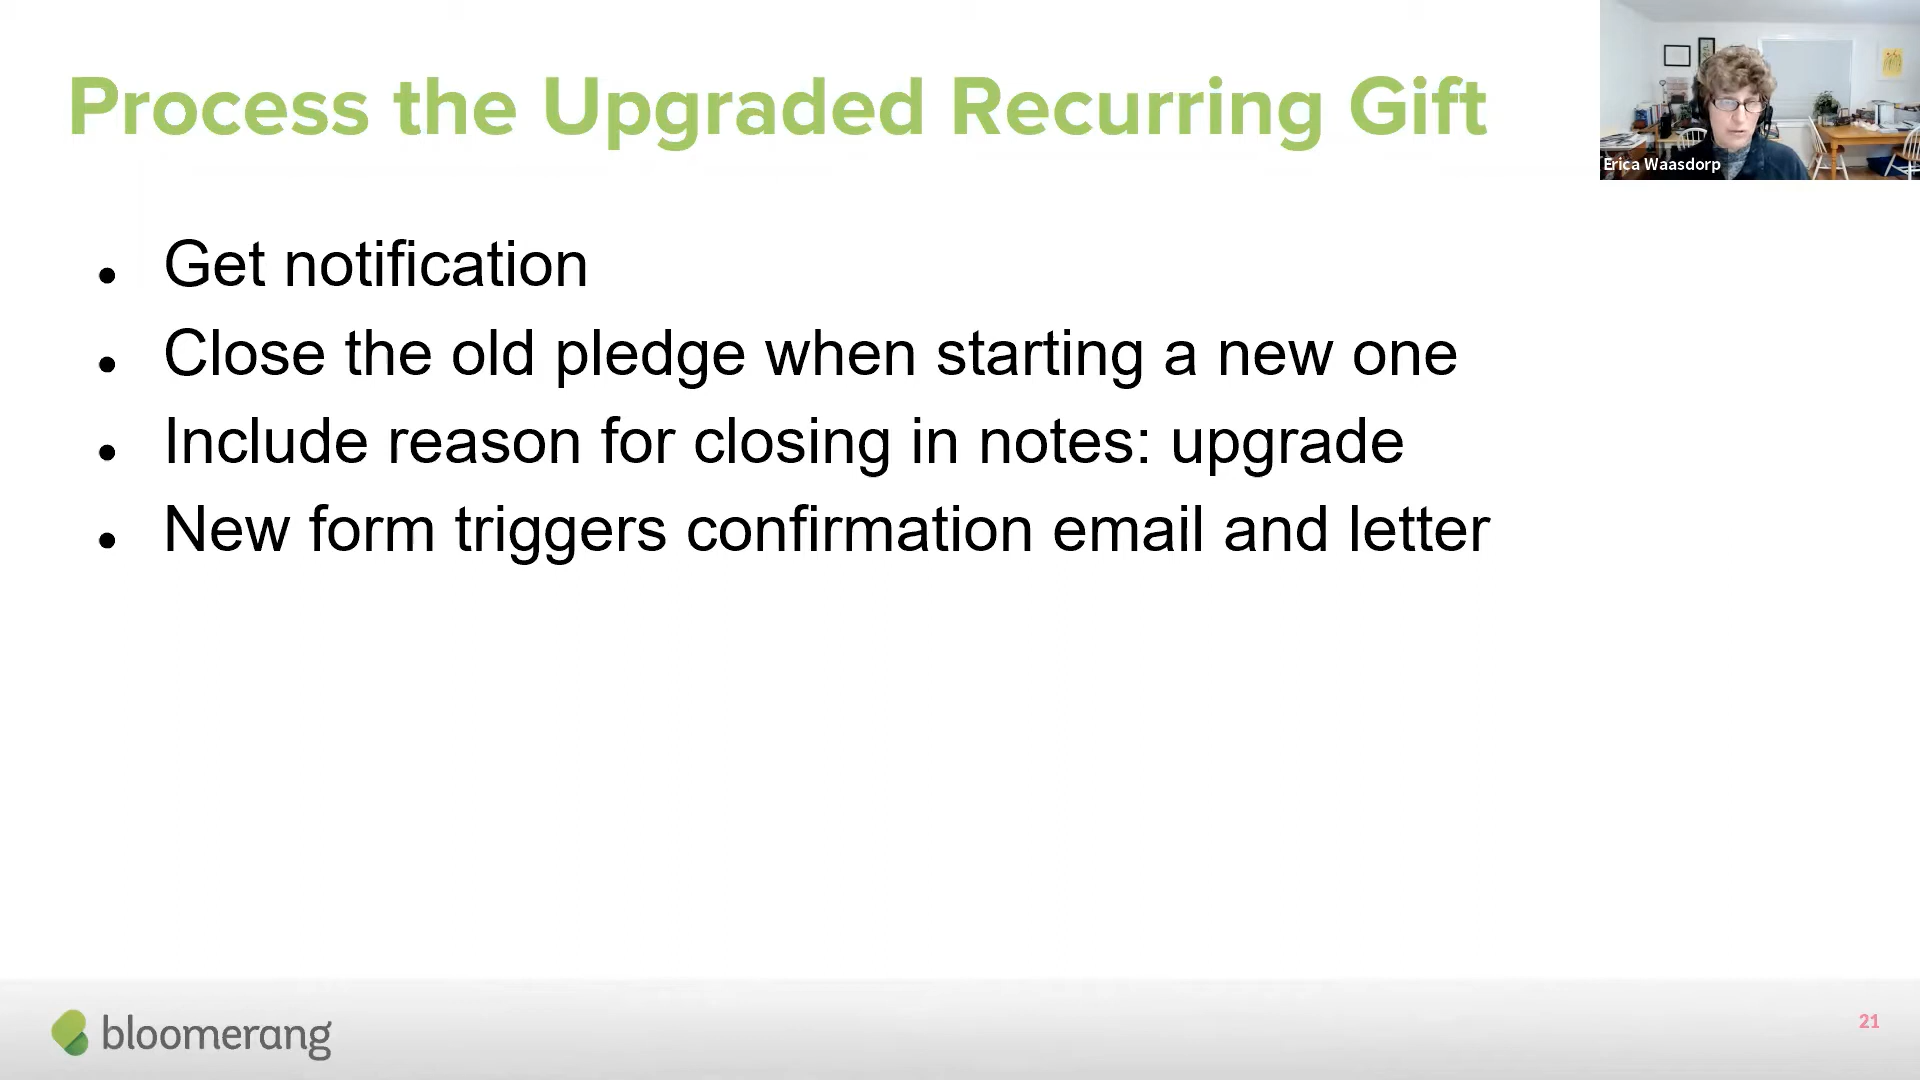 Process the Upgraded Recurring Gift
Erica Waasdorp
• Get notification
• Close the old pledge when starting a new one
• Include reason for closing in notes: upgrade
• New form triggers confirmation email and letter
bloomerang
21